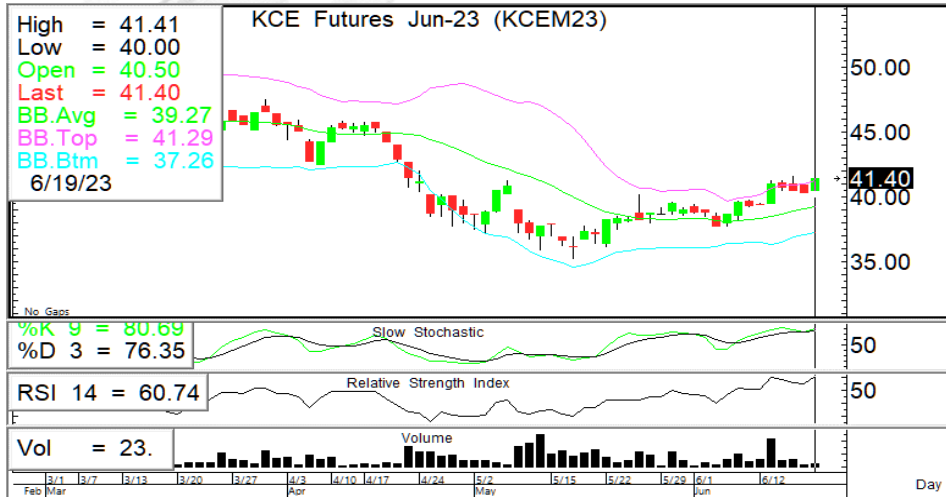 KCE Futures Jun-23 (KCEM23)
High = 41.41
Low = 40.00
Open = 40.50
Last = 41.40
BB.Avg = 39.27
BB.Top = 41.29
BB.Btm = 37.26
6/19/23
50.00
45.00
41.40
40.00
35.00
No Gaps
%K 9 = 80.69
%D 3 = 76.35
Slow Stochastic
50
RSI 14 = 60.74
Relative Strength Index
50
Vol = 23.
Volume
3/1 3/7 3/13 3/20 3/27 4/3 4/10 4/17 4/24 5/2 5/15 5/22 5/29 6/1 6/12
Feb Mar Apr May Jun Day